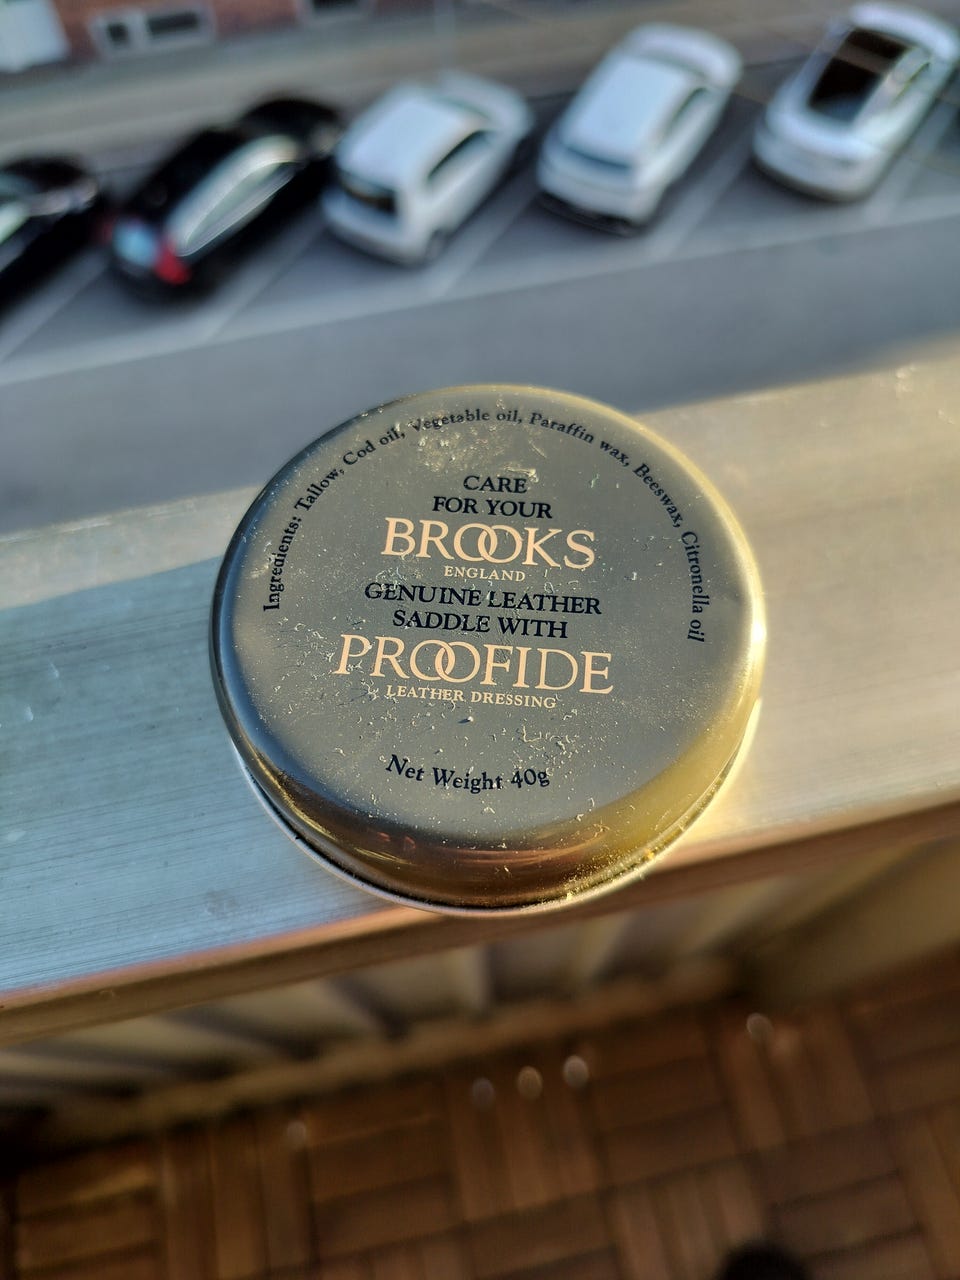 Ingredients: Tallow, Cod oil, Vegetable oil, Paraffin wax, Beeswax, Citronella oil
CARE
FOR YOUR
BROOKS
ENGLAND
GENUINE LEATHER
SADDLE WITH
PROOFIDE
LEATHER DRESSING
Net Weight 40g